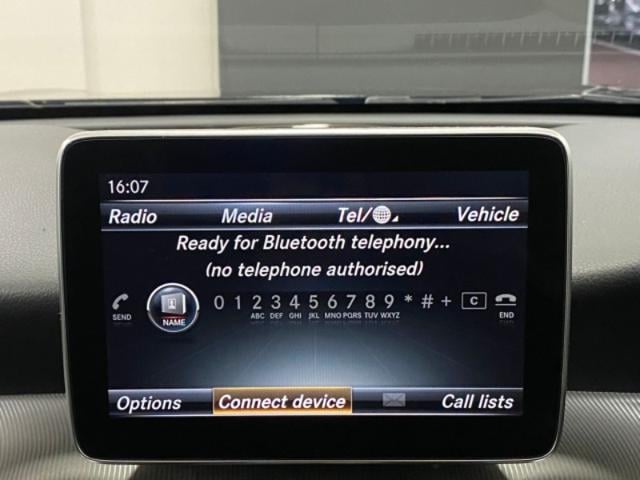 16:07
Radio Media Tel/ Vehicle
Ready for Bluetooth telephony...
(no telephone authorised)
0 1 2 3 4 5 6 7 8 9 * # + C
SEND NAME ABC DEF GHI JKL MNO PQRS TUV WXYZ END
Options Connect device Call lists